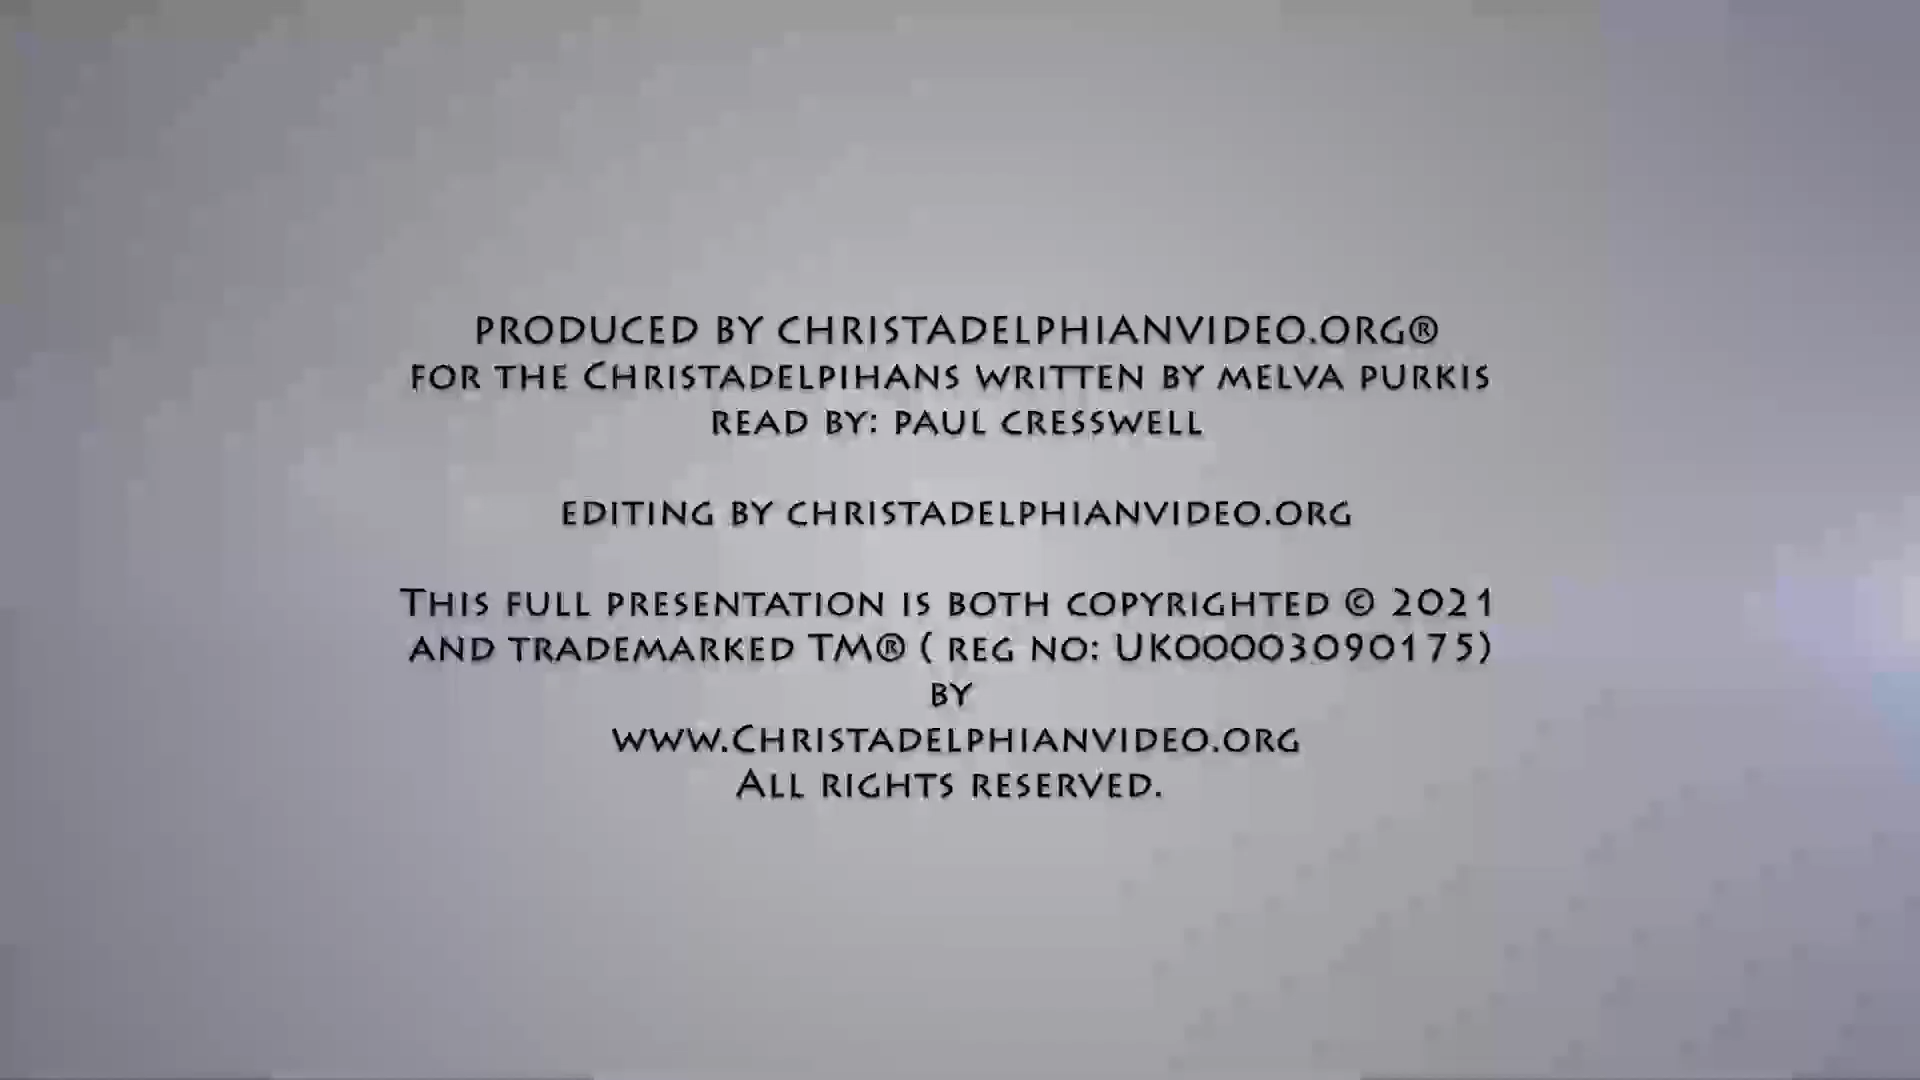 PRODUCED BY CHRISTADELPHIANVIDEO.ORG®
FOR THE CHRISTADELPIHANS WRITTEN BY MELVA PURKIS
READ BY: PAUL CRESSWELL
EDITING BY CHRISTADELPHIANVIDEO.ORG
THIS FULL PRESENTATION IS BOTH COPYRIGHTED © 2021
AND TRADEMARKED TM® ( REG NO: UK00003090175)
BY
WWW.CHRISTADELPHIANVIDEO.ORG
ALL RIGHTS RESERVED.